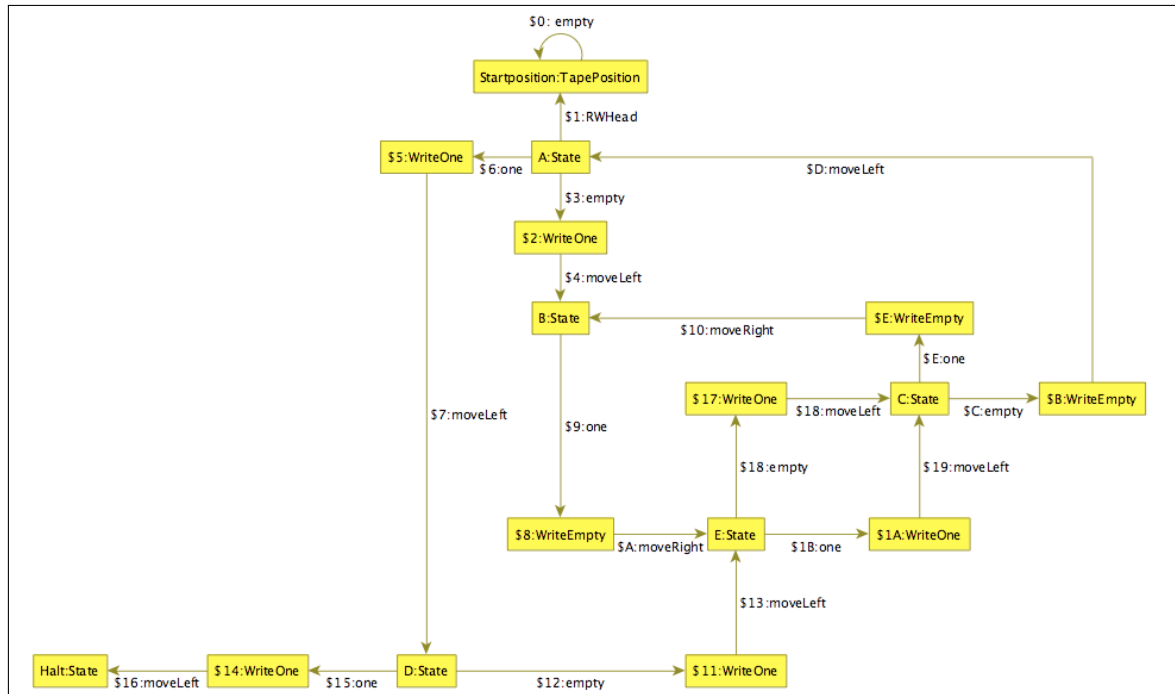 $0: empty
Startposition:TapePosition
$1:RWHead
$5:WriteOne
$6:one
A:State
$D:moveLeft
$3:empty
$2:WriteOne
$4:moveLeft
B:State
$E:WriteEmpty
$10:moveRight
$E:one
$7:moveLeft
$17:WriteOne
$18:moveLeft
C:State
$C:empty
$B:WriteEmpty
$9:one
$18:empty
$19:moveLeft
$8:WriteEmpty
$A:moveRight
E:State
$1B:one
$1A:WriteOne
$13:moveLeft
Halt:State
$16:moveLeft
$14:WriteOne
$15:one
D:State
$12:empty
$11:WriteOne